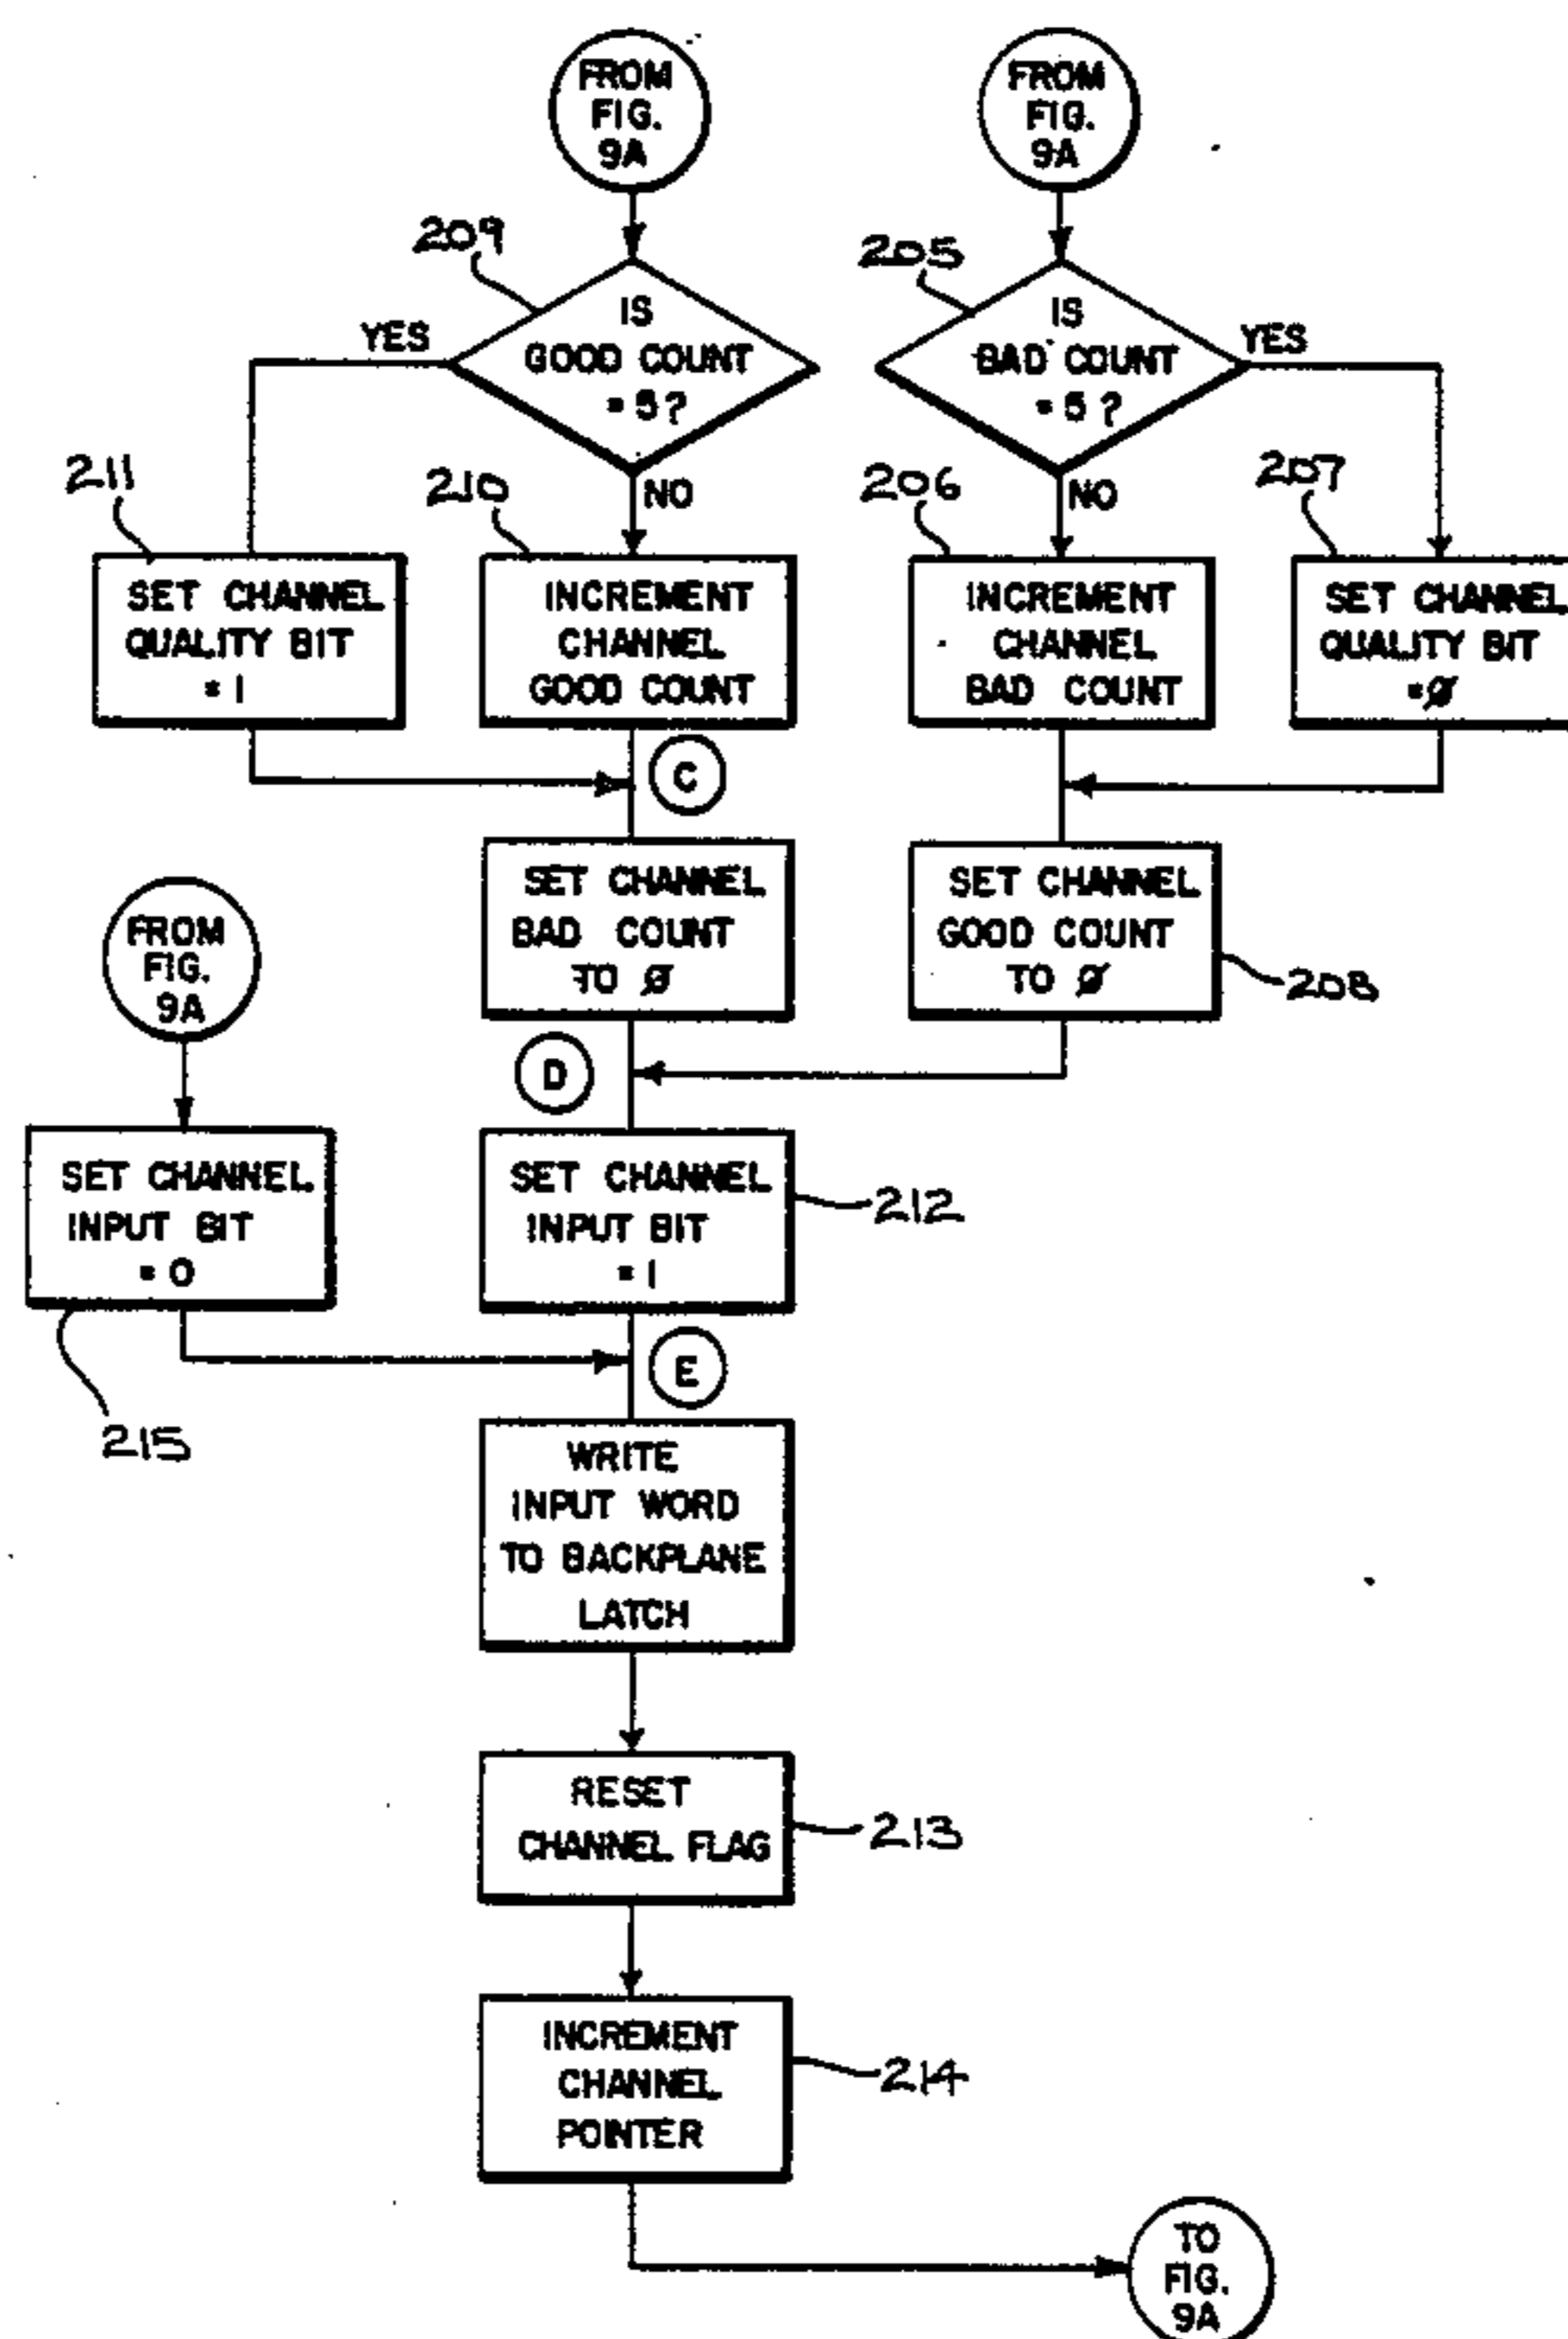 FROM
FIG.
9A
FROM
FIG.
9A
209
205
IS
GOOD COUNT
= 5?
YES
NO
IS
BAD COUNT
= 5?
YES
NO
211
210
206
207
SET CHANNEL
QUALITY BIT
= 1
INCREMENT
CHANNEL
GOOD COUNT
INCREMENT
CHANNEL
BAD COUNT
SET CHANNEL
QUALITY BIT
=Ø
C
SET CHANNEL
BAD COUNT
TO Ø
SET CHANNEL
GOOD COUNT
TO Ø
208
FROM
FIG.
9A
D
SET CHANNEL
INPUT BIT
= 0
215
SET CHANNEL
INPUT BIT
= 1
212
E
WRITE
INPUT WORD
TO BACKPLANE
LATCH
RESET
CHANNEL FLAG
213
INCREMENT
CHANNEL
POINTER
214
TO
FIG.
9A